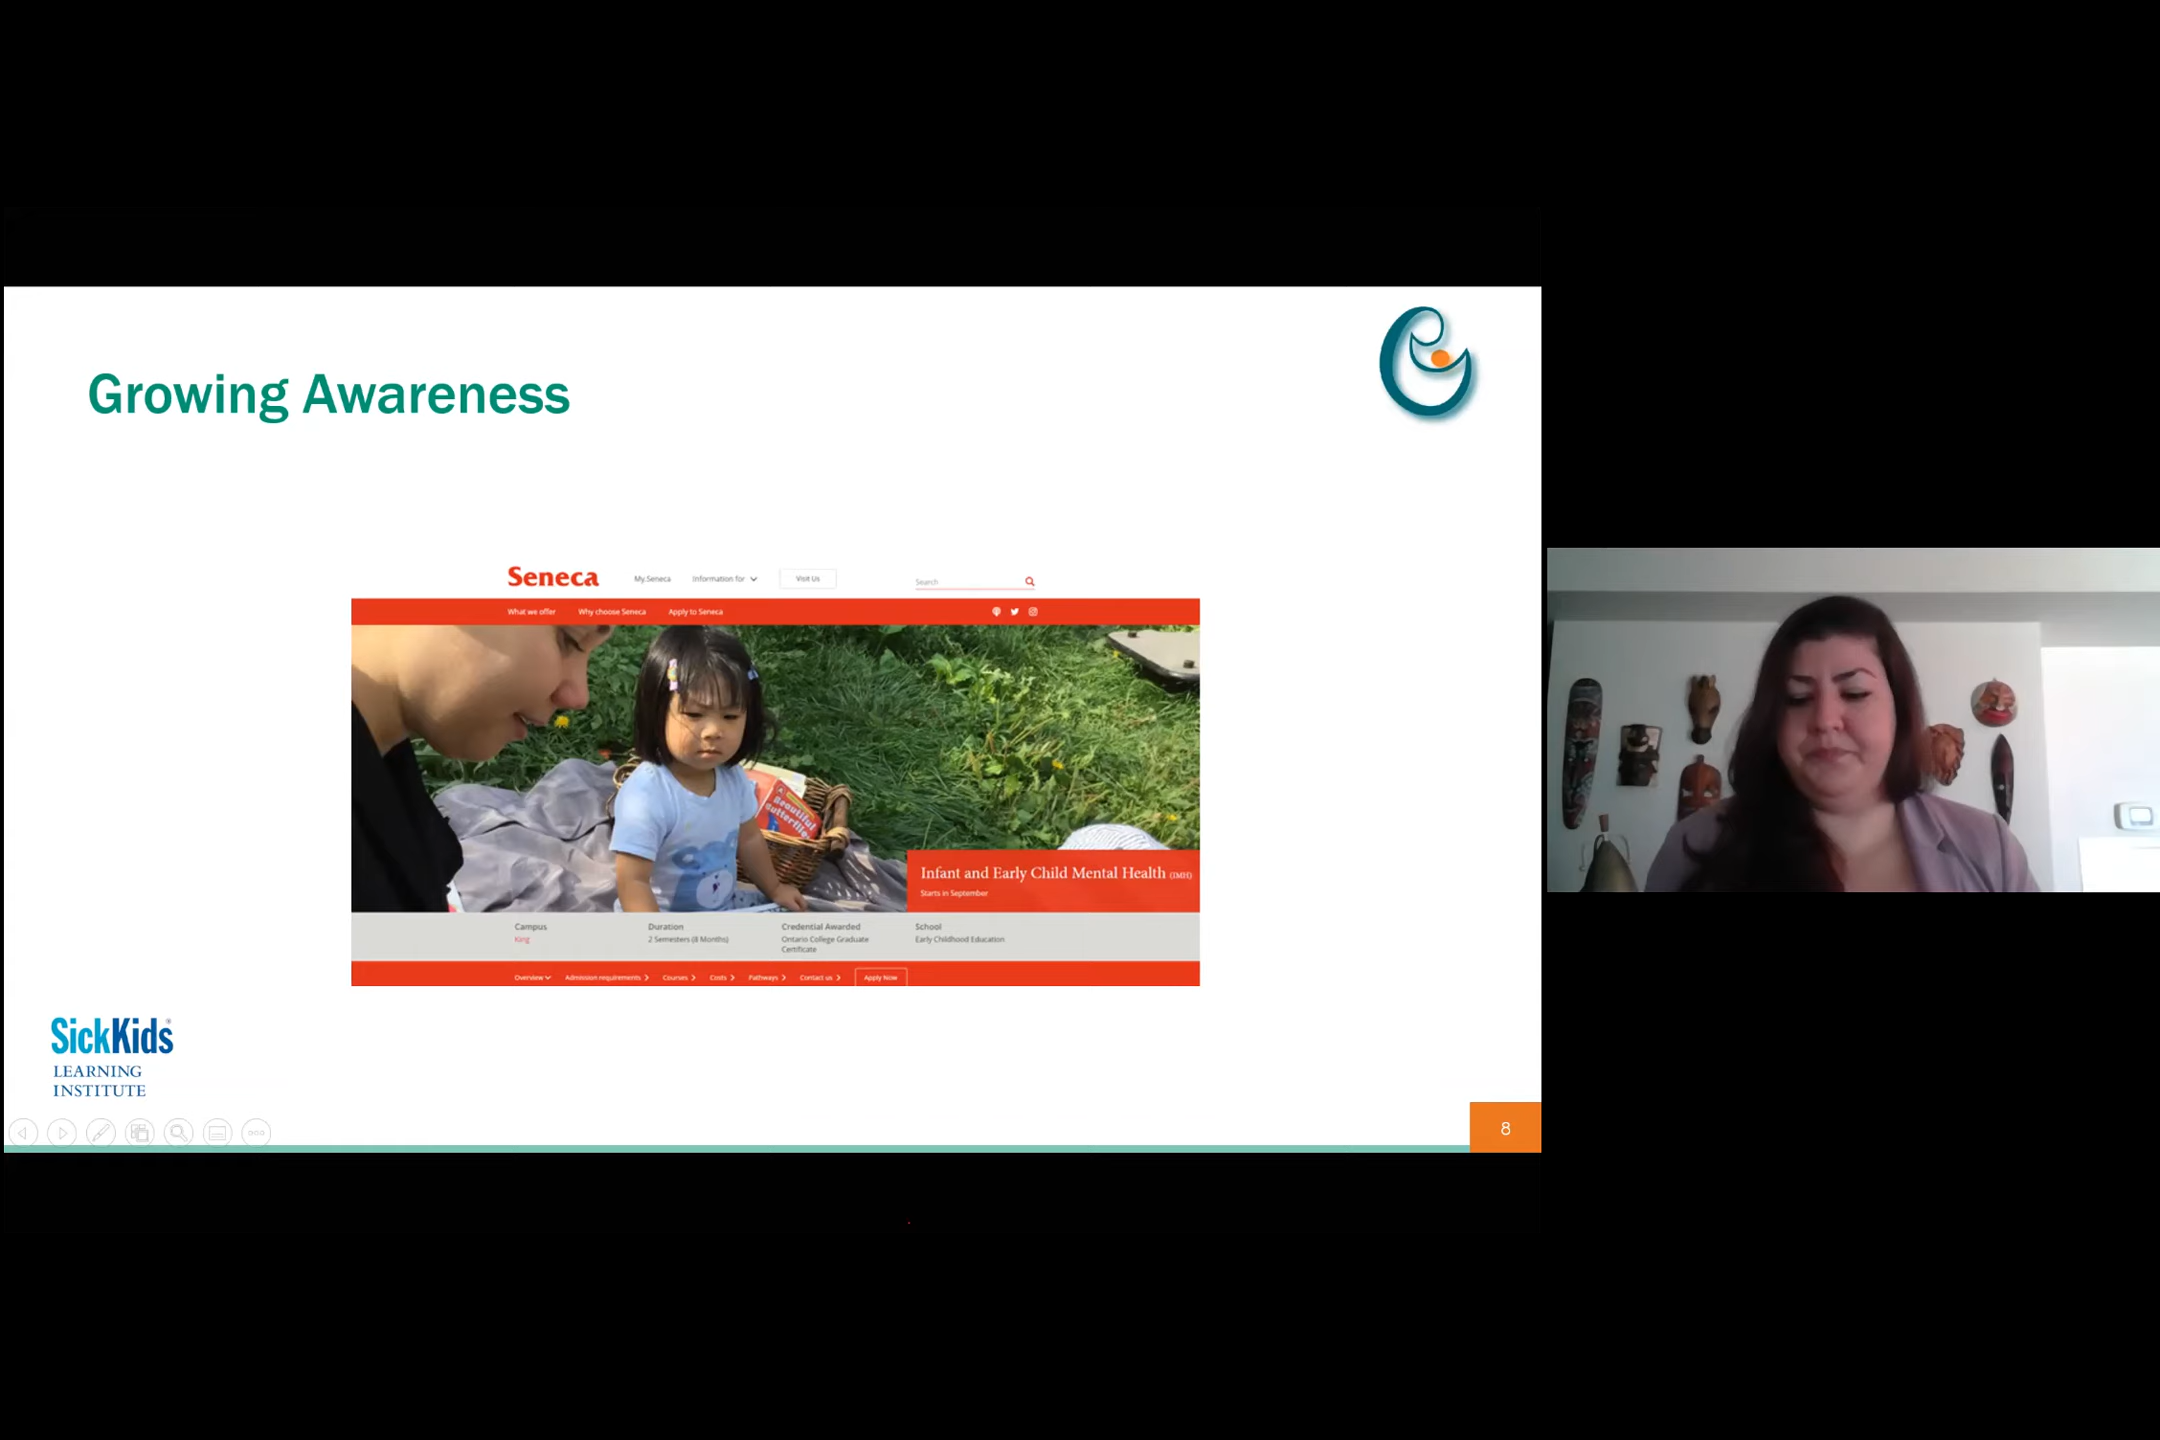 Growing Awareness
Seneca
My.Seneca
Information for
Visit Us
Search
What we offer
Why choose Seneca
Apply to Seneca
Beautiful
Butterflies
Infant and Early Child Mental Health (IMH)
Starts in September
Campus
King
Duration
2 Semesters (8 Months)
Credential Awarded
Ontario College Graduate
Certificate
School
Early Childhood Education
Overview
Admission requirements
Courses
Costs
Pathways
Contact us
Apply Now
SickKids®
LEARNING
INSTITUTE
8